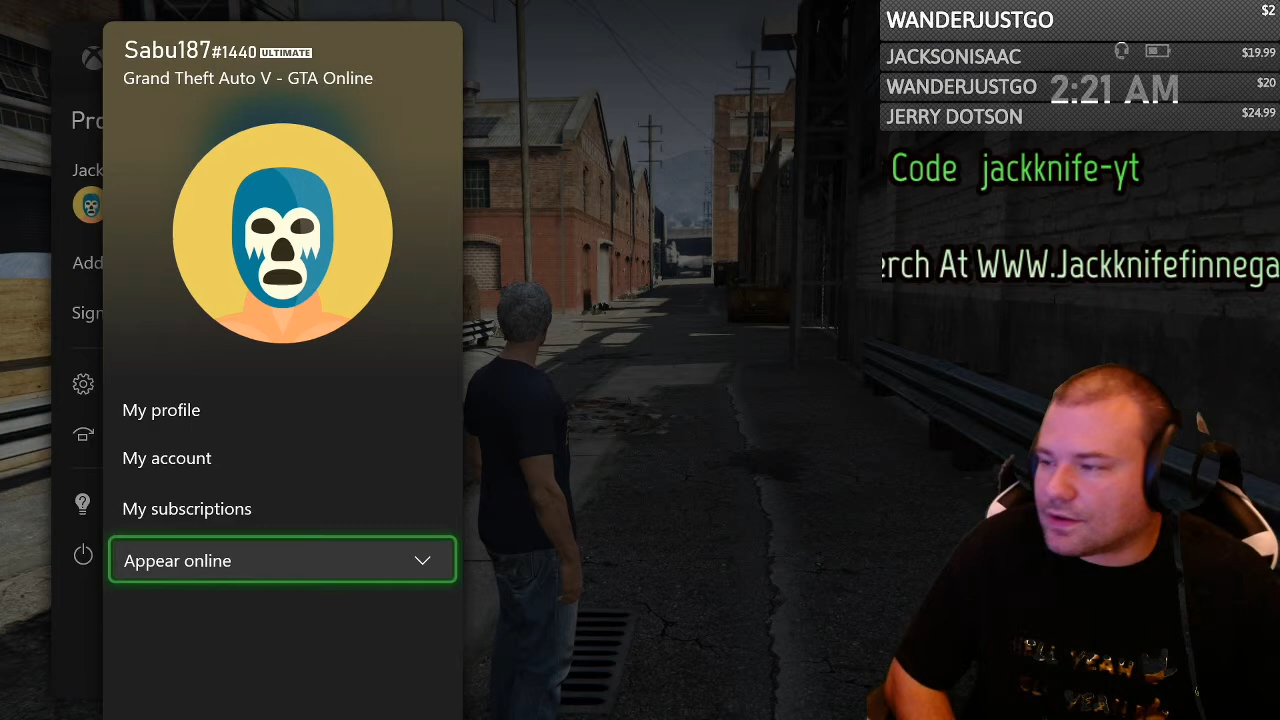 Sabu187#1440 ULTIMATE
Grand Theft Auto V - GTA Online
Pro
Jack
Add
Sign
My profile
My account
My subscriptions
Appear online
WANDERJUSTGO $2
JACKSONISAAC $19.99
WANDERJUSTGO $20
2:21 AM
JERRY DOTSON $24.99
Code jackknife-yt
erch At WWW.Jackknifefinnega
HELL YEAH